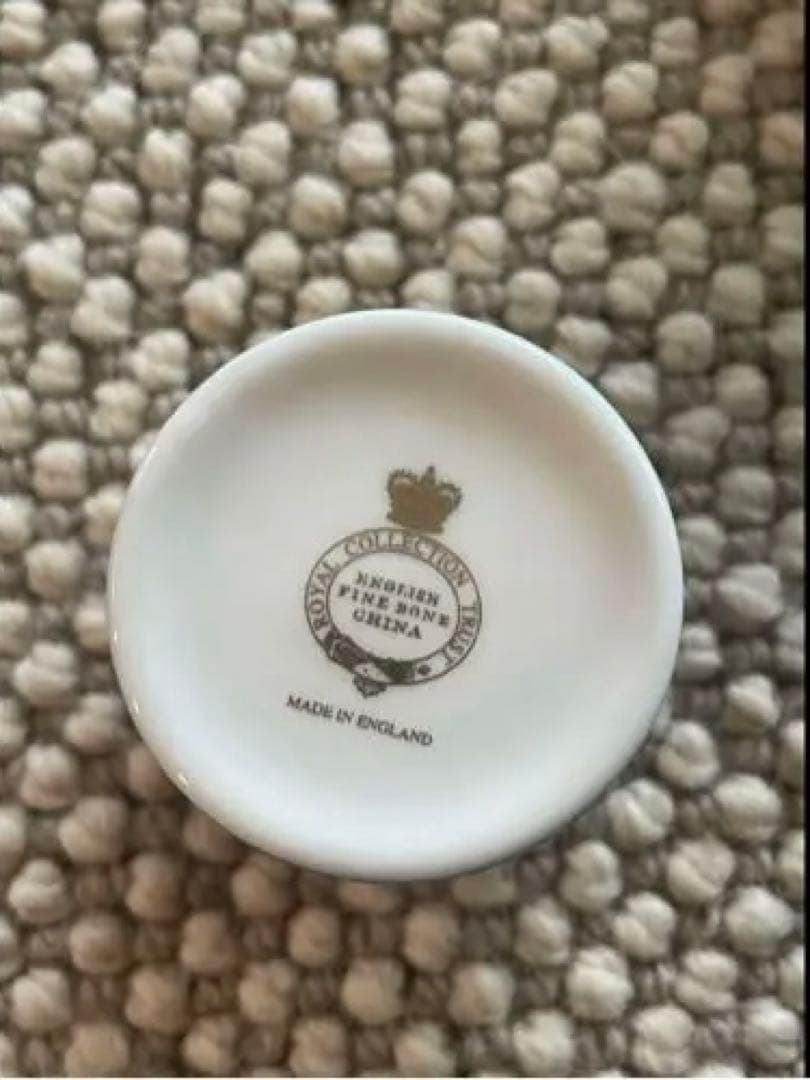 ROYAL COLLECTION TRUST
ENGLISH
FINE BONE
CHINA
MADE IN ENGLAND